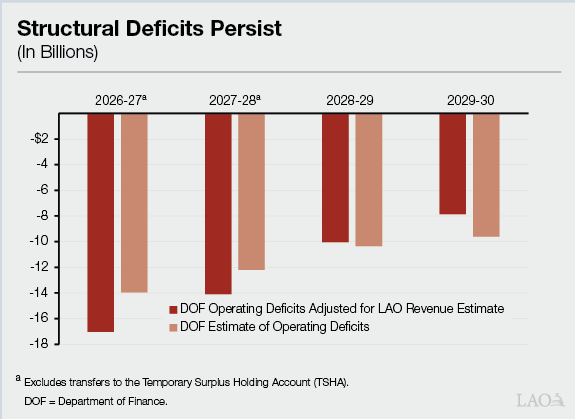 Structural Deficits Persist
(In Billions)
2026-27ª 2027-28ª 2028-29 2029-30
-$2
-4
-6
-8
-10
-12
-14
-16
-18
DOF Operating Deficits Adjusted for LAO Revenue Estimate
DOF Estimate of Operating Deficits
ª Excludes transfers to the Temporary Surplus Holding Account (TSHA).
DOF = Department of Finance.
LAO